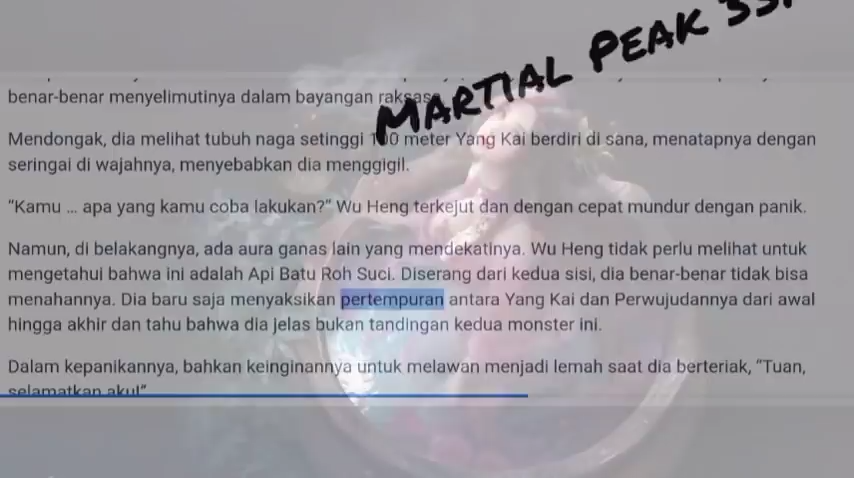 MARTIAL PEAK
benar-benar menyelimutinya dalam bayangan raksasa
Mendongak, dia melihat tubuh naga setinggi 100 meter Yang Kai berdiri di sana, menatapnya dengan
seringai di wajahnya, menyebabkan dia menggigil.
“Kamu ... apa yang kamu coba lakukan?” Wu Heng terkejut dan dengan cepat mundur dengan panik.
Namun, di belakangnya, ada aura ganas lain yang mendekatinya. Wu Heng tidak perlu melihat untuk
mengetahui bahwa ini adalah Api Batu Roh Suci. Diserang dari kedua sisi, dia benar-benar tidak bisa
menahannya. Dia baru saja menyaksikan pertempuran antara Yang Kai dan Perwujudannya dari awal
hingga akhir dan tahu bahwa dia jelas bukan tandingan kedua monster ini.
Dalam kepanikannya, bahkan keinginannya untuk melawan menjadi lemah saat dia berteriak, “Tuan,
selamatkan aku!”